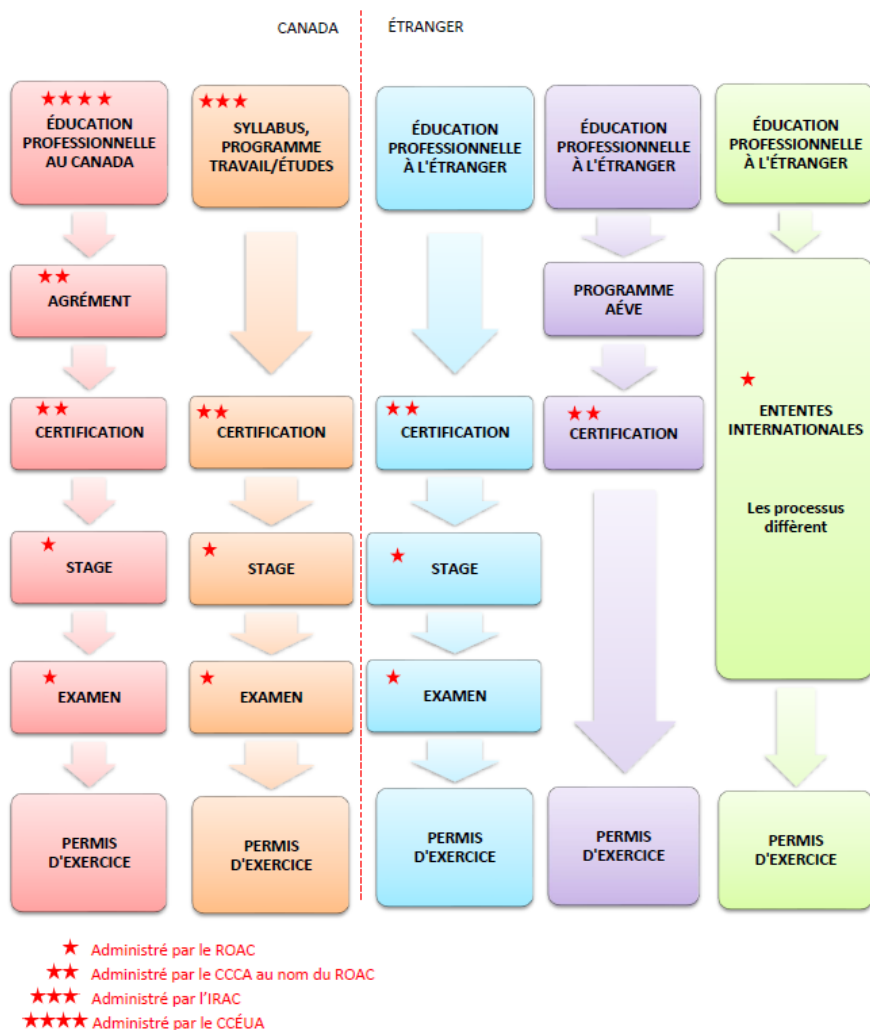 CANADA
ÉTRANGER
ÉDUCATION
PROFESSIONNELLE
AU CANADA
SYLLABUS,
PROGRAMME
TRAVAIL/ÉTUDES
ÉDUCATION
PROFESSIONNELLE
À L'ÉTRANGER
ÉDUCATION
PROFESSIONNELLE
À L'ÉTRANGER
ÉDUCATION
PROFESSIONNELLE
À L'ÉTRANGER
AGRÉMENT
PROGRAMME
AÉVE
CERTIFICATION
CERTIFICATION
CERTIFICATION
CERTIFICATION
ENTENTES
INTERNATIONALES
Les processus
diffèrent
STAGE
STAGE
STAGE
EXAMEN
EXAMEN
EXAMEN
PERMIS
D'EXERCICE
PERMIS
D'EXERCICE
PERMIS
D'EXERCICE
PERMIS
D'EXERCICE
PERMIS
D'EXERCICE
Administré par le ROAC
Administré par le CCCA au nom du ROAC
Administré par l'IRAC
Administré par le CCÉUA